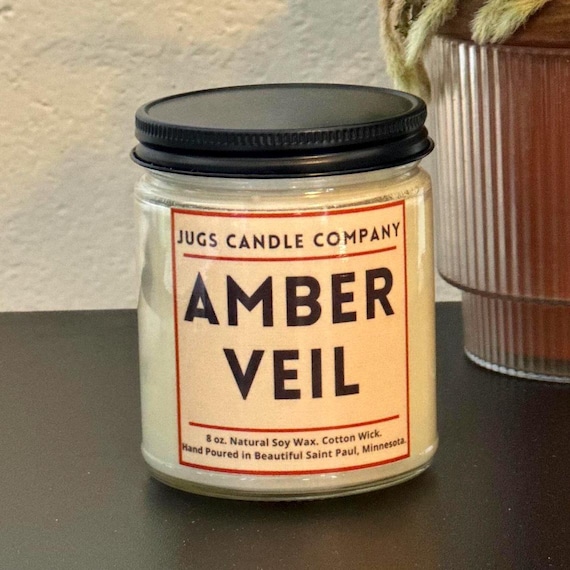 JUGS CANDLE COMPANY
AMBER
VEIL
8 oz. Natural Soy Wax. Cotton Wick.
Hand Poured in Beautiful Saint Paul, Minnesota.